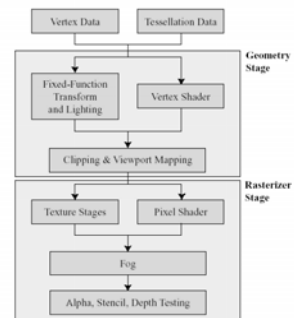 Vertex Data
Tessellation Data
Geometry
Stage
Fixed-Function
Transform
and Lighting
Vertex Shader
Clipping & Viewport Mapping
Rasterizer
Stage
Texture Stages
Pixel Shader
Fog
Alpha, Stencil, Depth Testing